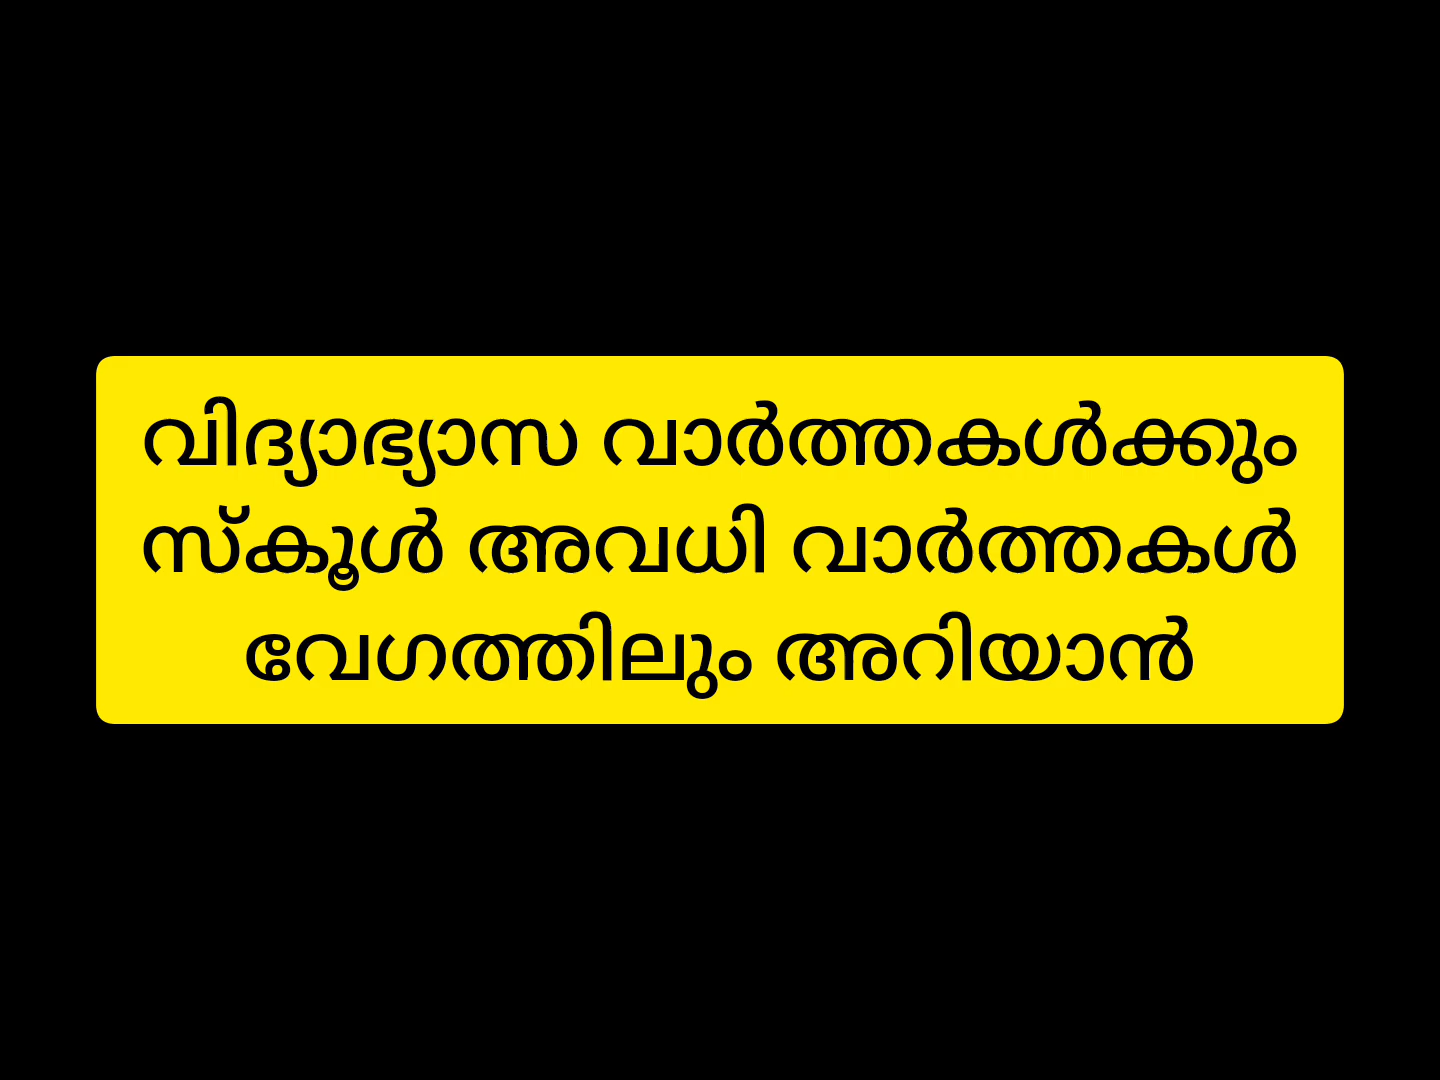 വിദ്യാഭ്യാസ വാർത്തകൾക്കും
സ്കൂൾ അവധി വാർത്തകൾ
വേഗത്തിലും അറിയാൻ